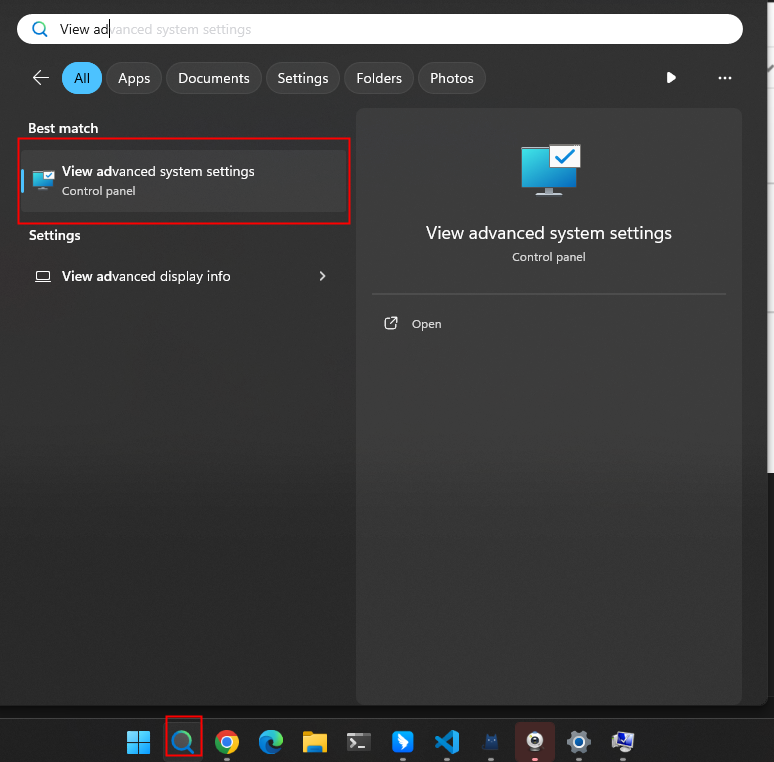 View advanced system settings
All Apps Documents Settings Folders Photos
Best match
View advanced system settings
Control panel
Settings
View advanced display info
View advanced system settings
Control panel
Open